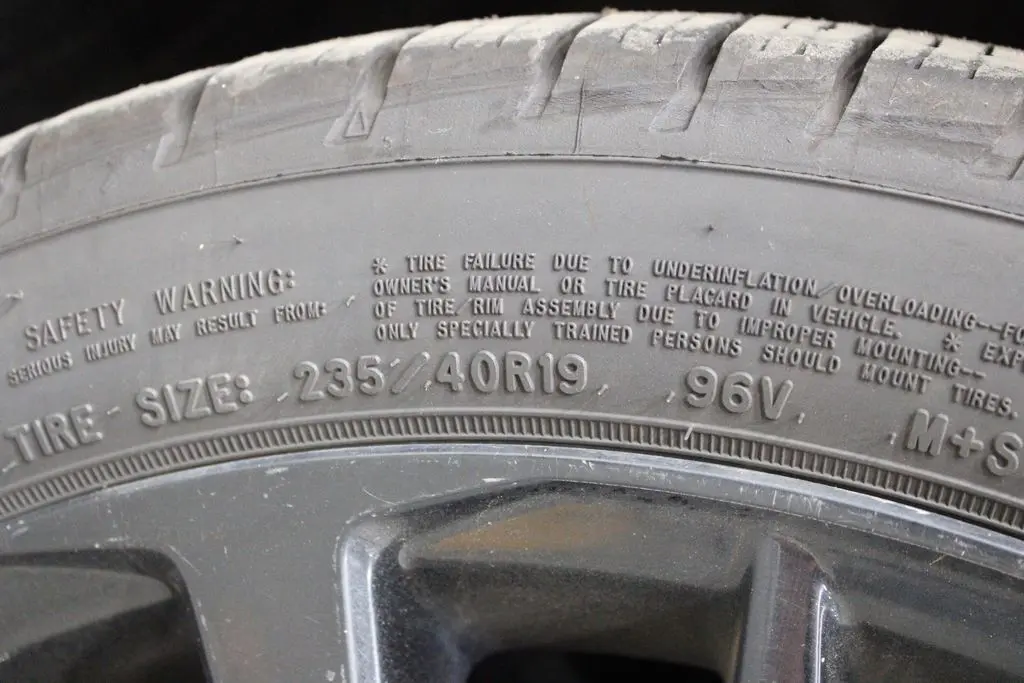 SAFETY WARNING:
SERIOUS INJURY MAY RESULT FROM:
* TIRE FAILURE DUE TO UNDERINFLATION/OVERLOADING--FO
OWNER'S MANUAL OR TIRE PLACARD IN VEHICLE. * EXP
OF TIRE/RIM ASSEMBLY DUE TO IMPROPER MOUNTING--
ONLY SPECIALLY TRAINED PERSONS SHOULD MOUNT TIRES.
TIRE SIZE: 235/40R19 96V M+S